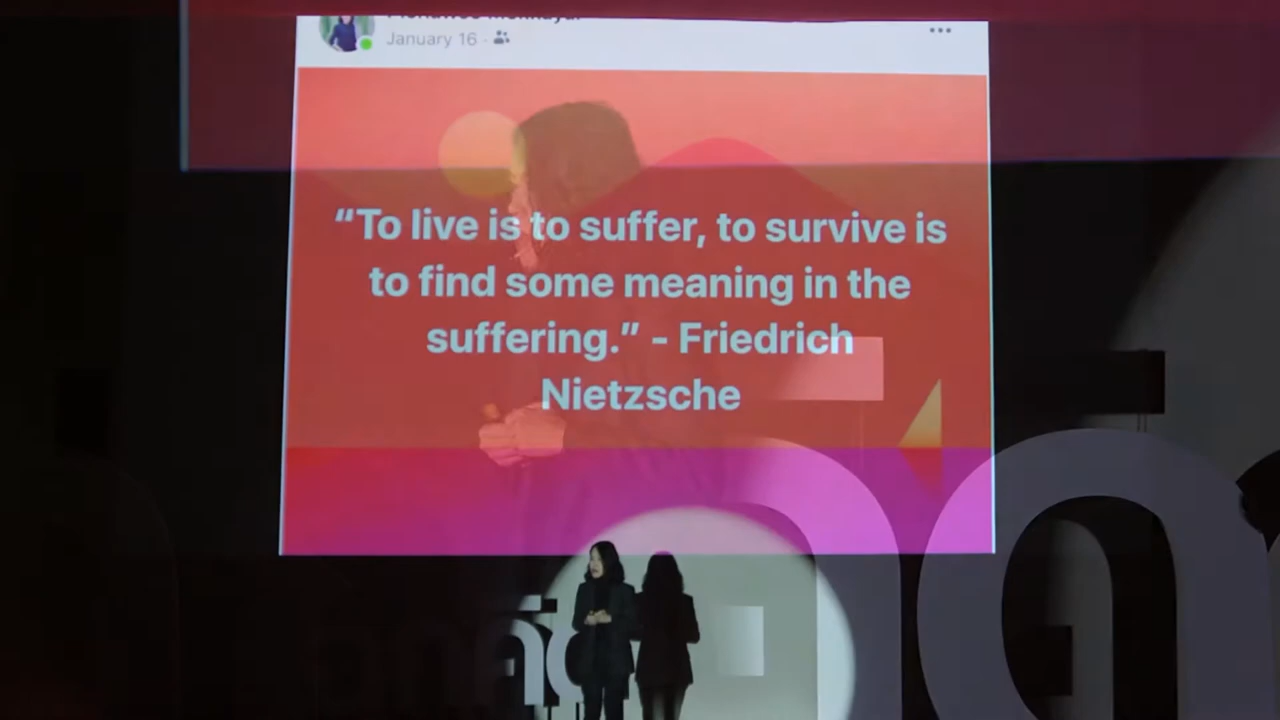 January 16 ·
“To live is to suffer, to survive is
to find some meaning in the
suffering.” - Friedrich
Nietzsche